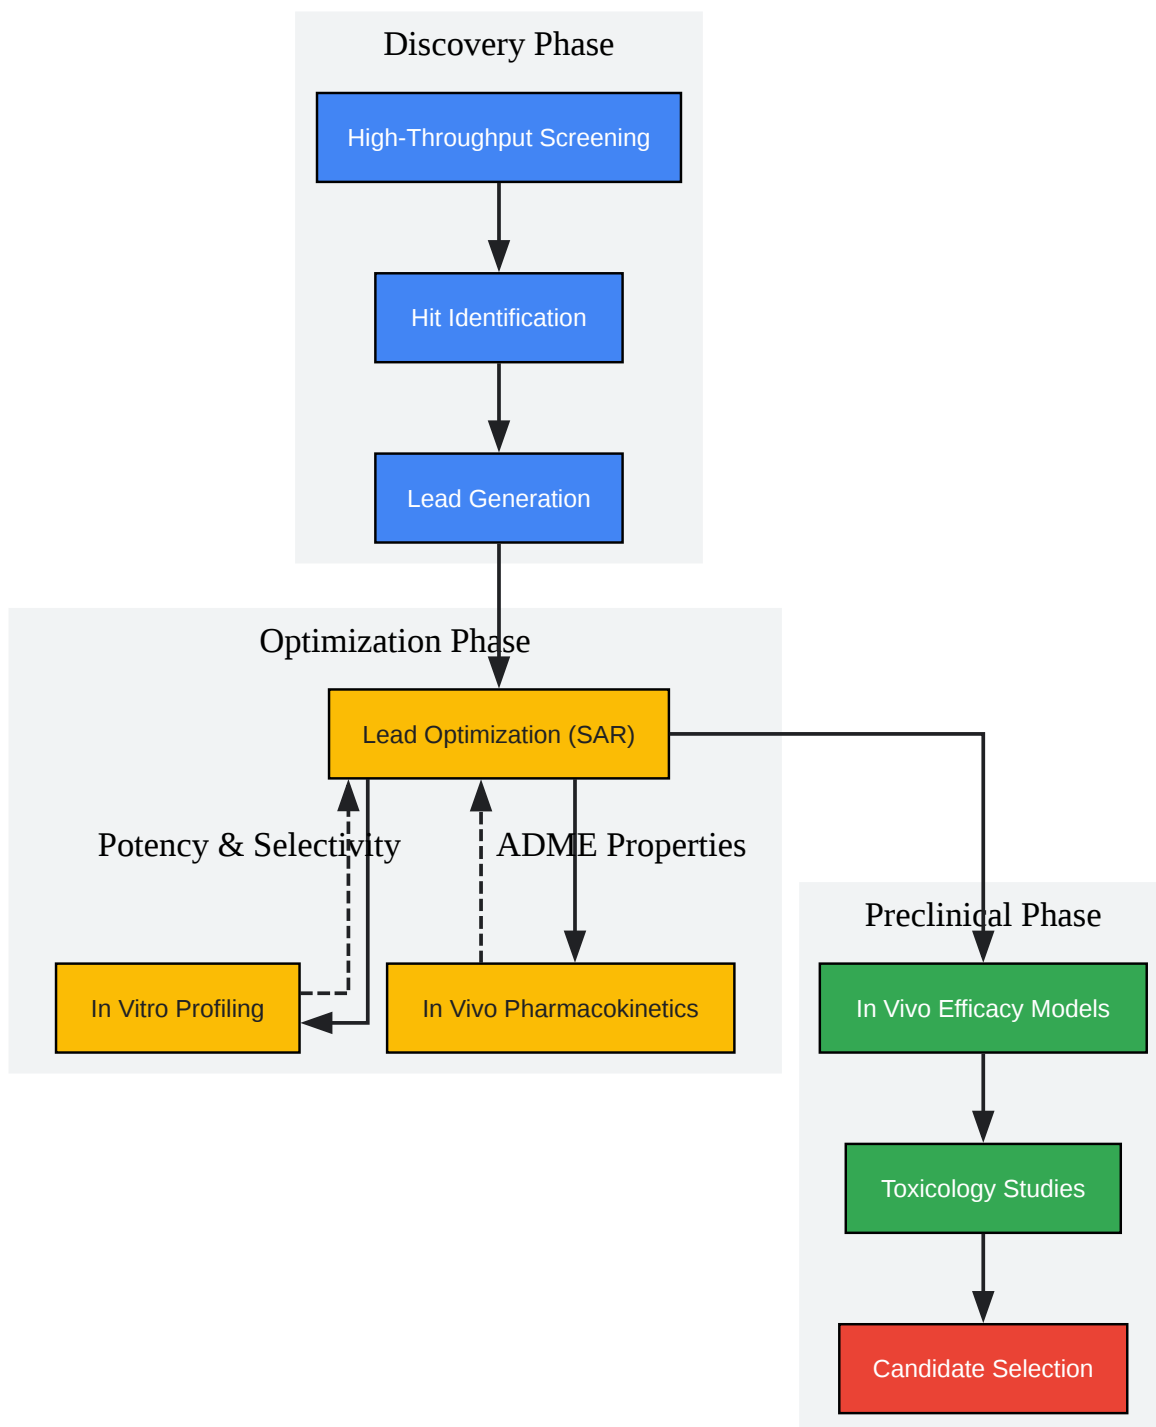 Discovery Phase
High-Throughput Screening
Hit Identification
Lead Generation
Optimization Phase
Lead Optimization (SAR)
Potency & Selectivity
ADME Properties
In Vitro Profiling
In Vivo Pharmacokinetics
Preclinical Phase
In Vivo Efficacy Models
Toxicology Studies
Candidate Selection